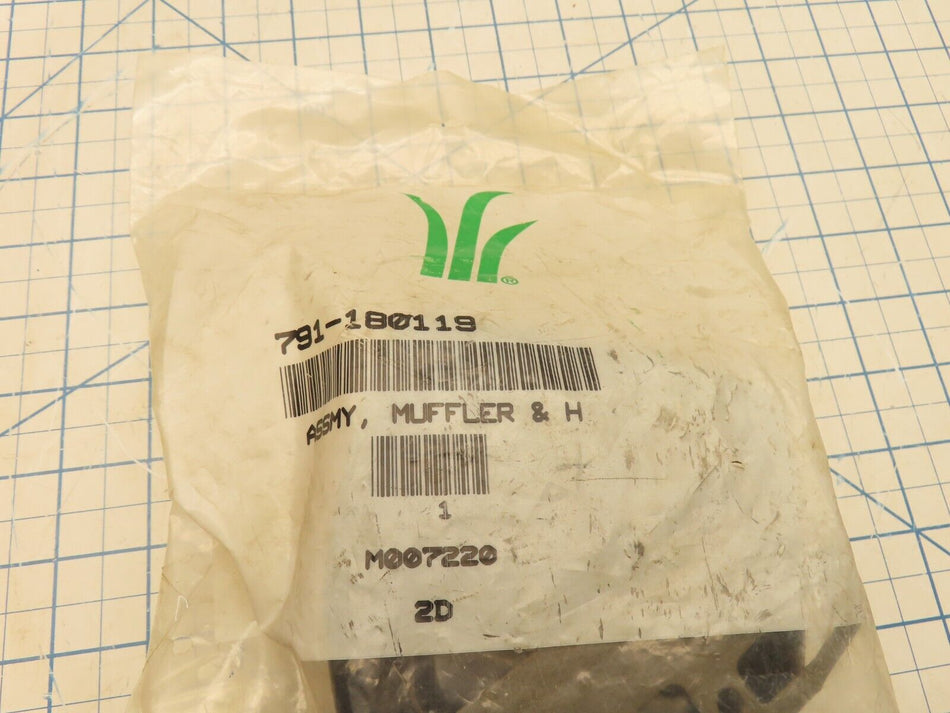 ®
791-180119
ASSMY, MUFFLER & H
1
M007220
2D